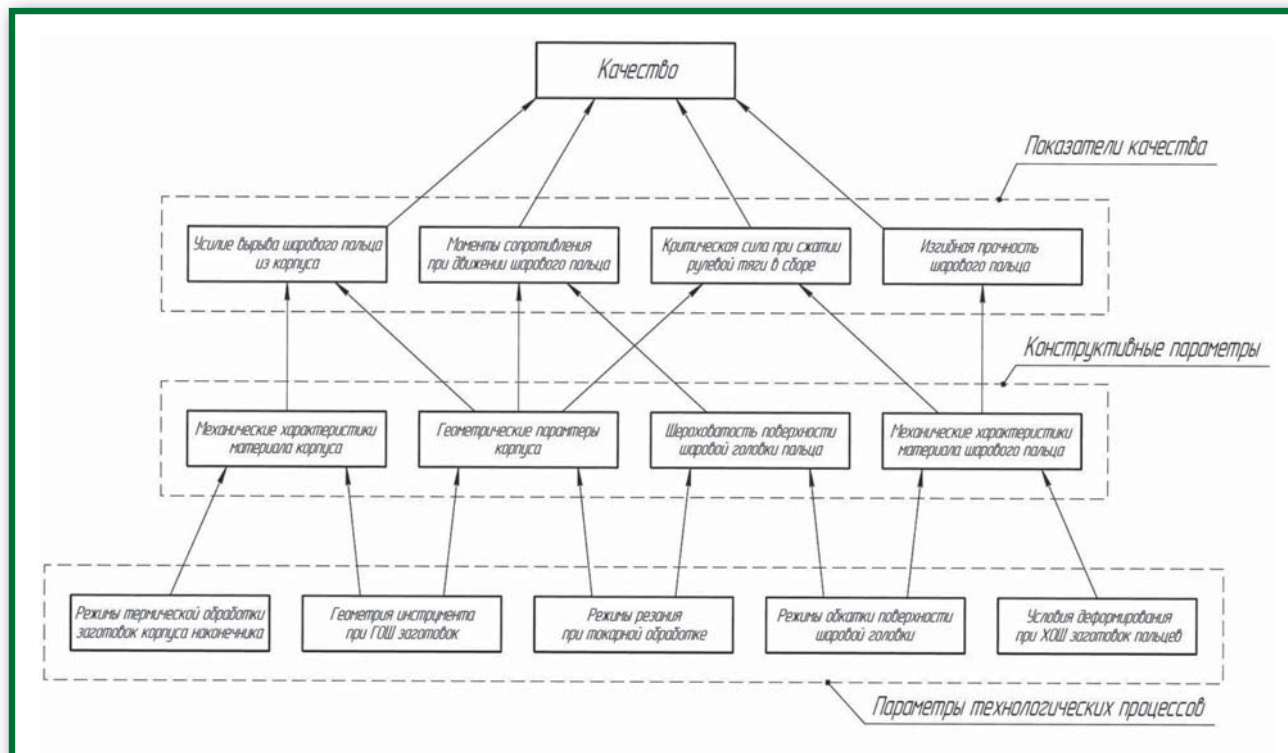 Качество
Показатели качества
Усилие вырыва шарового пальца
из корпуса
Моменты сопротивления
при движении шарового пальца
Критическая сила при сжатии
рулевой тяги в сборе
Изгибная прочность
шарового пальца
Конструктивные параметры
Механические характеристики
материала корпуса
Геометрические парамтеры
корпуса
Шероховатость поверхности
шаровой головки пальца
Механические характеристики
материала шарового пальца
Режимы термической обработки
заготовок корпуса наконечника
Геометрия инструмента
при ГОШ заготовок
Режимы резания
при токарной обработке
Режимы обкатки поверхности
шаровой головки
Условия деформирования
при ХОШ заготовок пальцев
Параметры технологических процессов